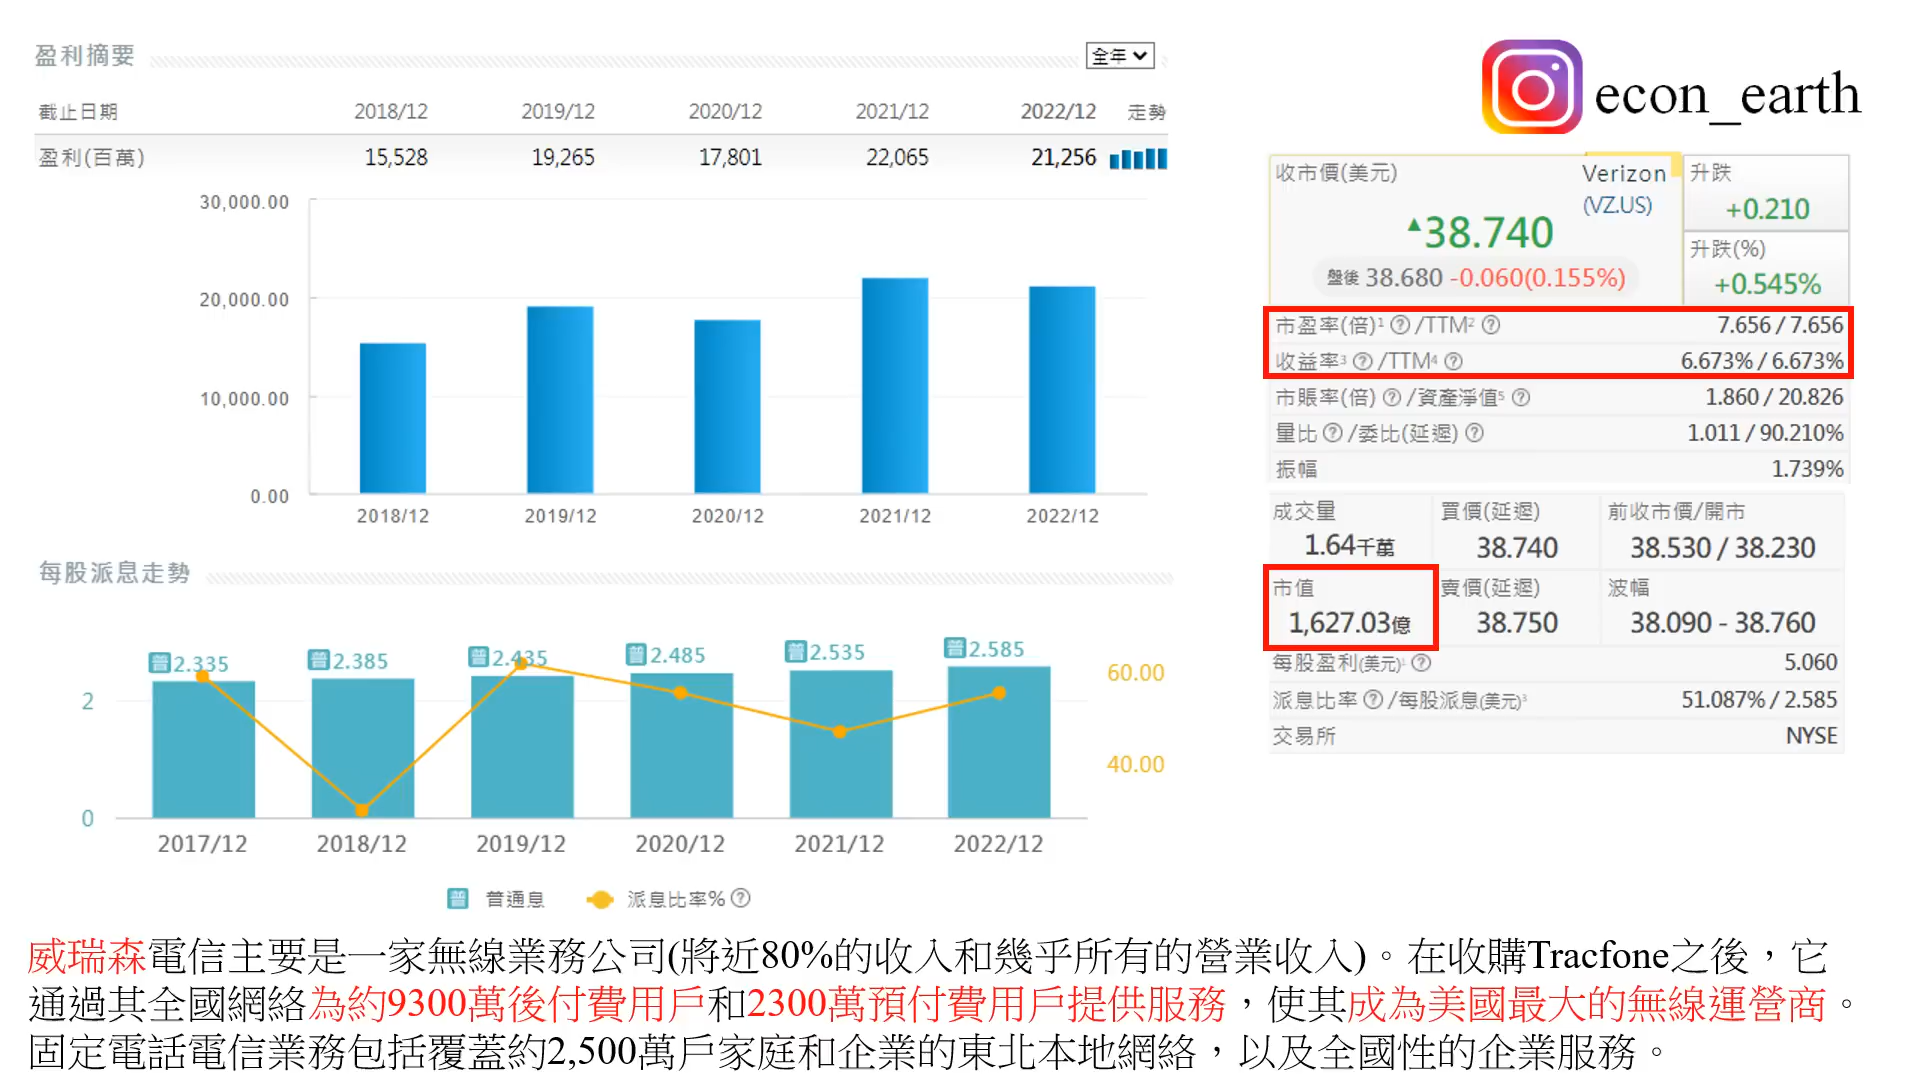 盈利摘要
全年
截止日期 2018/12 2019/12 2020/12 2021/12 2022/12 走勢
盈利(百萬) 15,528 19,265 17,801 22,065 21,256
30,000.00
20,000.00
10,000.00
0.00
2018/12 2019/12 2020/12 2021/12 2022/12
每股派息走勢
普2.335 普2.385 普2.435 普2.485 普2.535 普2.585
2
0
60.00
40.00
2017/12 2018/12 2019/12 2020/12 2021/12 2022/12
普 普通息 派息比率%?
econ_earth
收市價(美元) Verizon
(VZ.US)
▲38.740
盤後 38.680 -0.060(0.155%)
升跌
+0.210
升跌(%)
+0.545%
市盈率(倍)¹ ? /TTM² ? 7.656 / 7.656
收益率³ ? /TTM⁴ ? 6.673% / 6.673%
市賬率(倍) ? /資產淨值⁵ ? 1.860 / 20.826
量比 ? /委比(延遲) ? 1.011 / 90.210%
振幅 1.739%
成交量 買價(延遲) 前收市價/開市
1.64千萬 38.740 38.530 / 38.230
市值 賣價(延遲) 波幅
1,627.03億 38.750 38.090 - 38.760
每股盈利(美元)¹ ? 5.060
派息比率 ? /每股派息(美元)³ 51.087% / 2.585
交易所 NYSE
威瑞森電信主要是一家無線業務公司(將近80%的收入和幾乎所有的營業收入)。在收購Tracfone之後，它
通過其全國網絡為約9300萬後付費用戶和2300萬預付費用戶提供服務，使其成為美國最大的無線運營商。
固定電話電信業務包括覆蓋約2,500萬戶家庭和企業的東北本地網絡，以及全國性的企業服務。